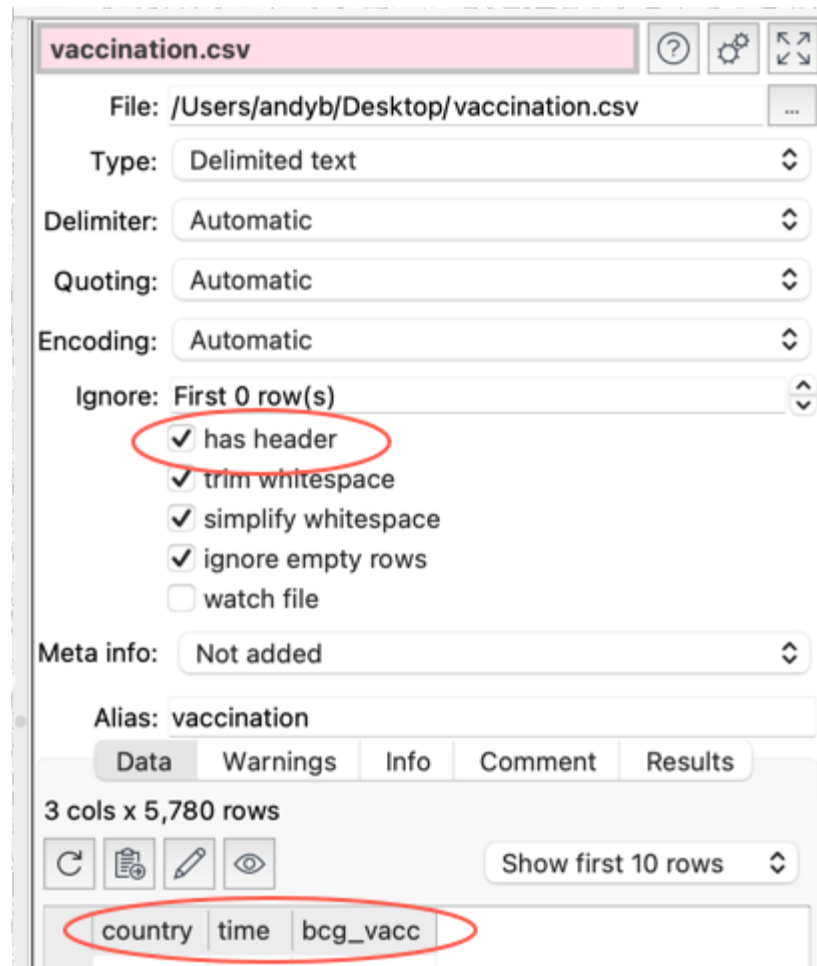 vaccination.csv
File: /Users/andyb/Desktop/vaccination.csv ...
Type: Delimited text
Delimiter: Automatic
Quoting: Automatic
Encoding: Automatic
Ignore: First 0 row(s)
has header
trim whitespace
simplify whitespace
ignore empty rows
watch file
Meta info: Not added
Alias: vaccination
Data Warnings Info Comment Results
3 cols x 5,780 rows
Show first 10 rows
country time bcg_vacc